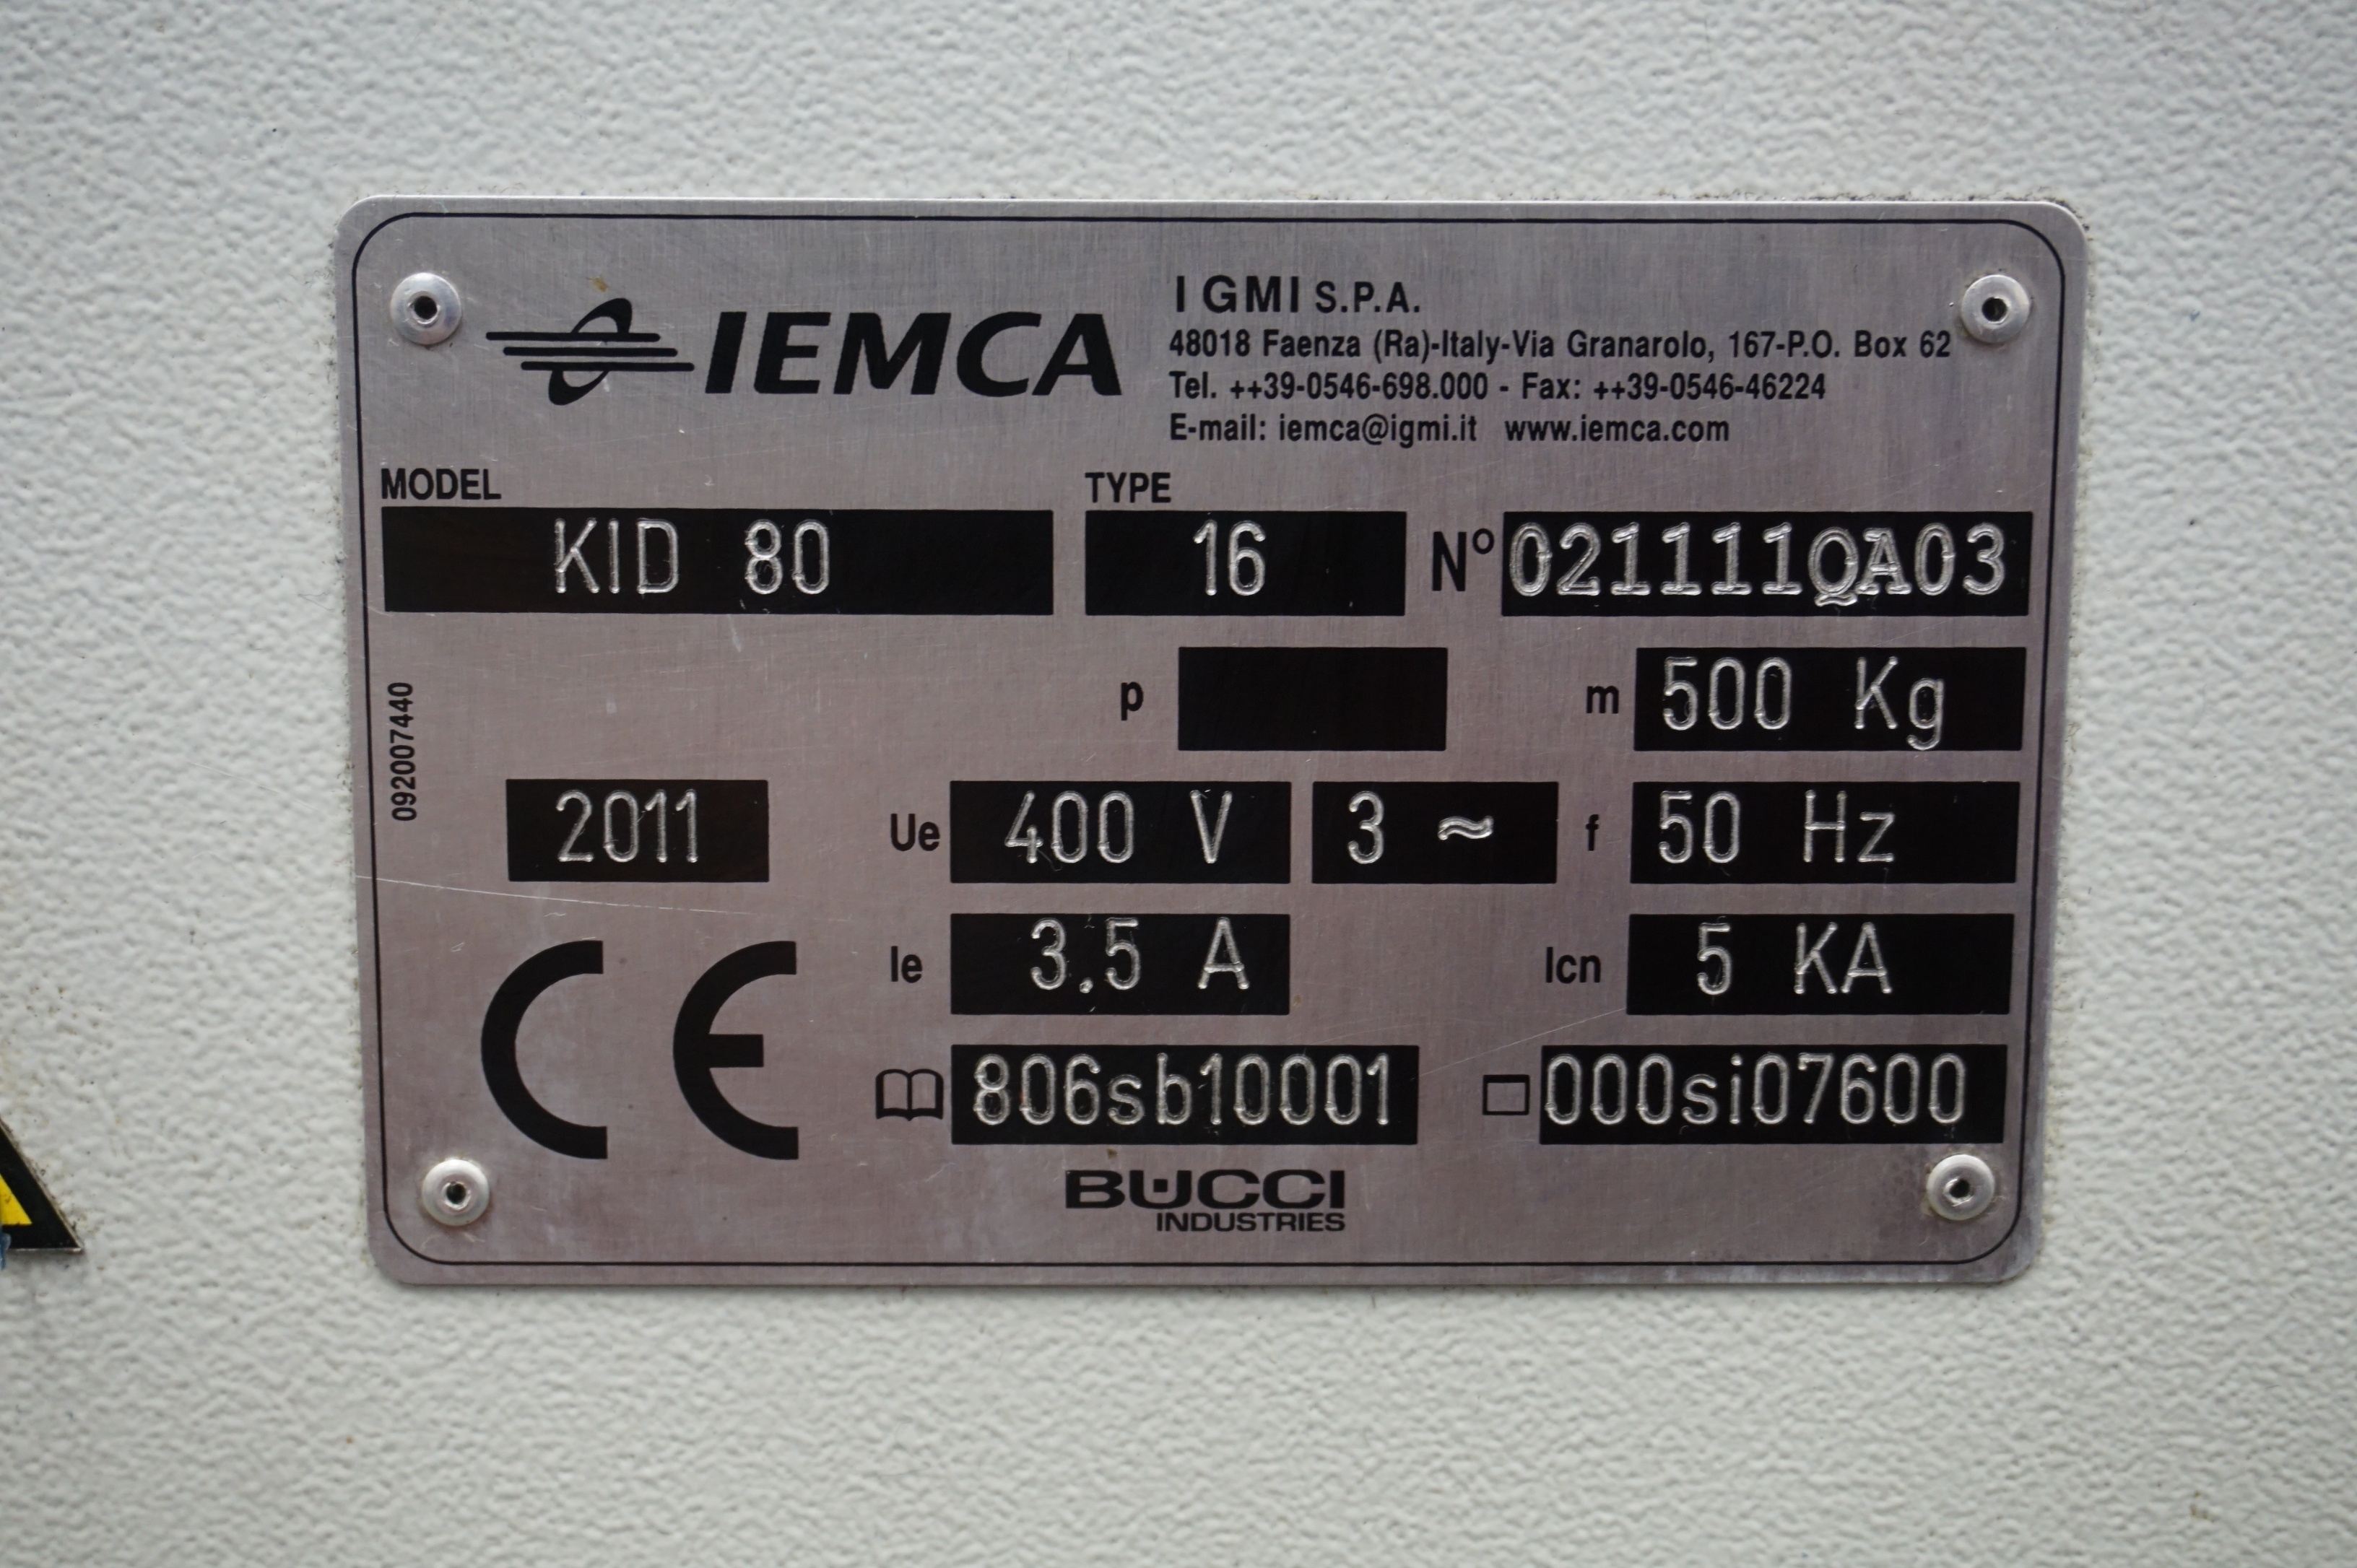 IEMCA
I GMI S.P.A.
48018 Faenza (Ra)-Italy-Via Granarolo, 167-P.O. Box 62
Tel. ++39-0546-698.000 - Fax: ++39-0546-46224
E-mail: iemca@igmi.it www.iemca.com
MODEL TYPE
KID 80 16 N° 021111QA03
p m 500 Kg
0920007440
2011 Ue 400 V 3 ~ f 50 Hz
Ie 3.5 A Icn 5 KA
CE
806sb10001 000si07600
BUCCI
INDUSTRIES